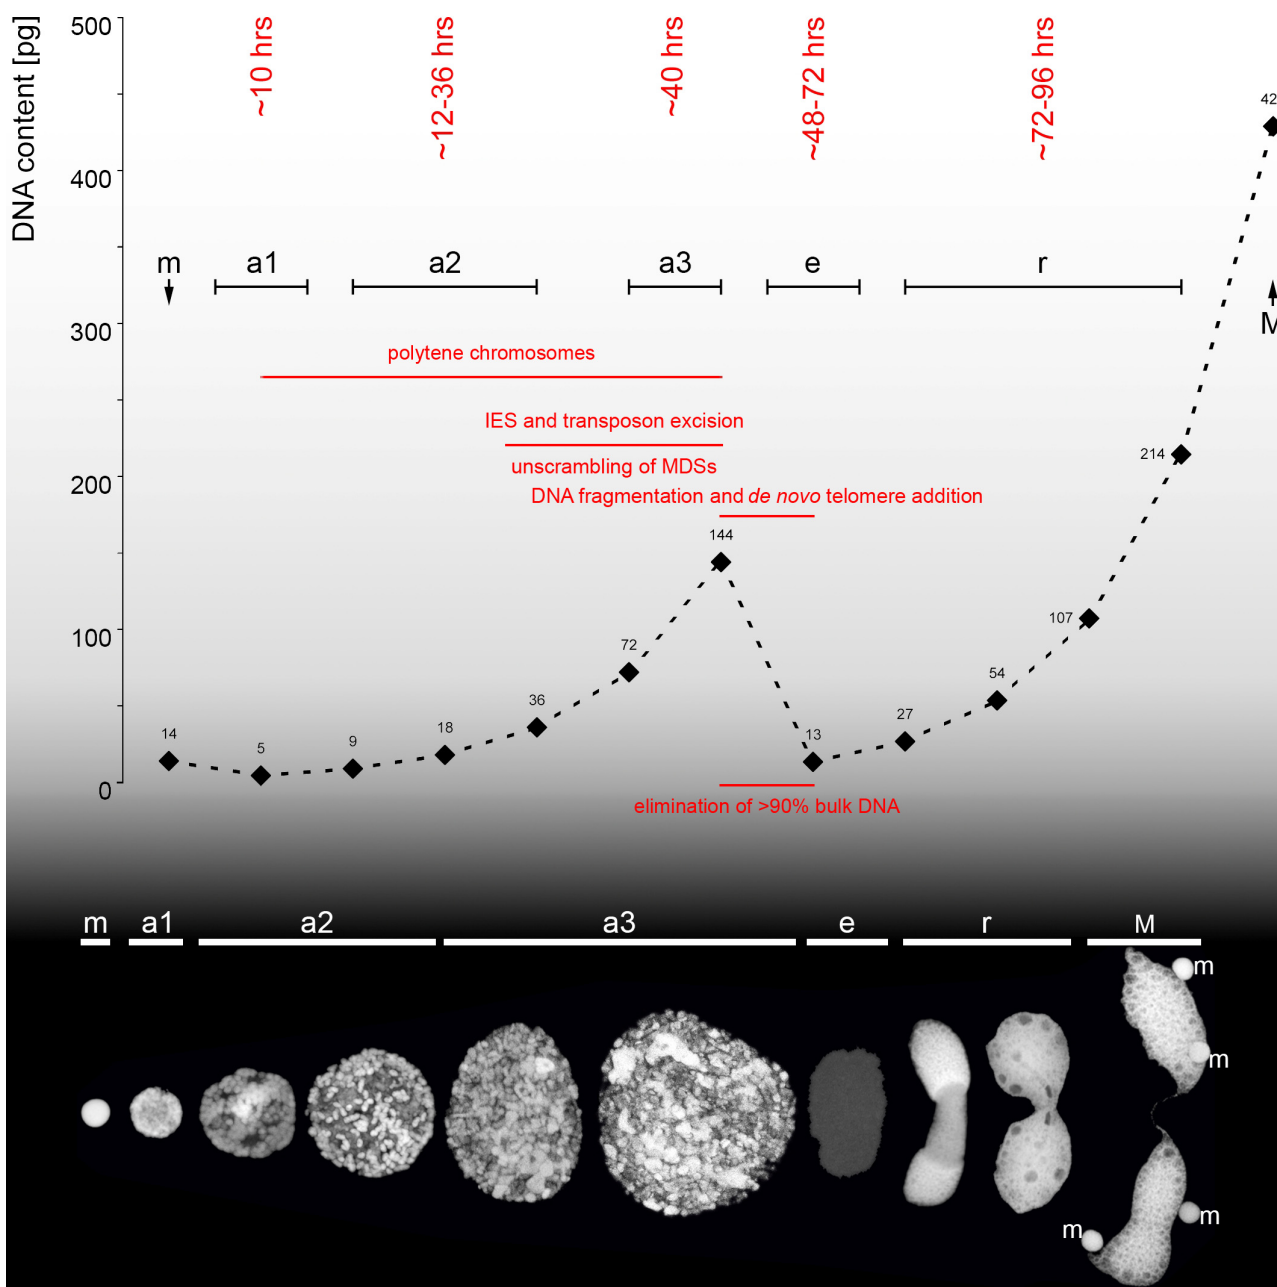 DNA content [pg]
500
400
300
200
100
0
~10 hrs
~12-36 hrs
~40 hrs
~48-72 hrs
~72-96 hrs
m
a1
a2
a3
e
r
M
polytene chromosomes
IES and transposon excision
unscrambling of MDSs
DNA fragmentation and de novo telomere addition
14
5
9
18
36
72
144
13
27
54
107
214
42
elimination of >90% bulk DNA
m a1 a2 a3 e r M
m
m
m
m